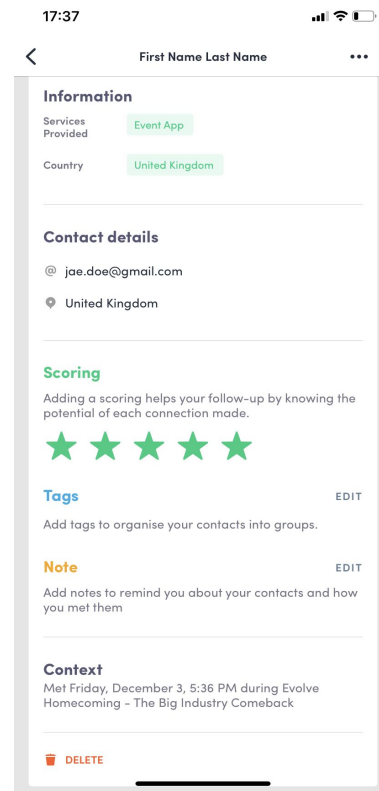 17:37
First Name Last Name
Information
Services
Provided
Event App
Country
United Kingdom
Contact details
@ jae.doe@gmail.com
United Kingdom
Scoring
Adding a scoring helps your follow-up by knowing the
potential of each connection made.
Tags
EDIT
Add tags to organise your contacts into groups.
Note
EDIT
Add notes to remind you about your contacts and how
you met them
Context
Met Friday, December 3, 5:36 PM during Evolve
Homecoming - The Big Industry Comeback
DELETE